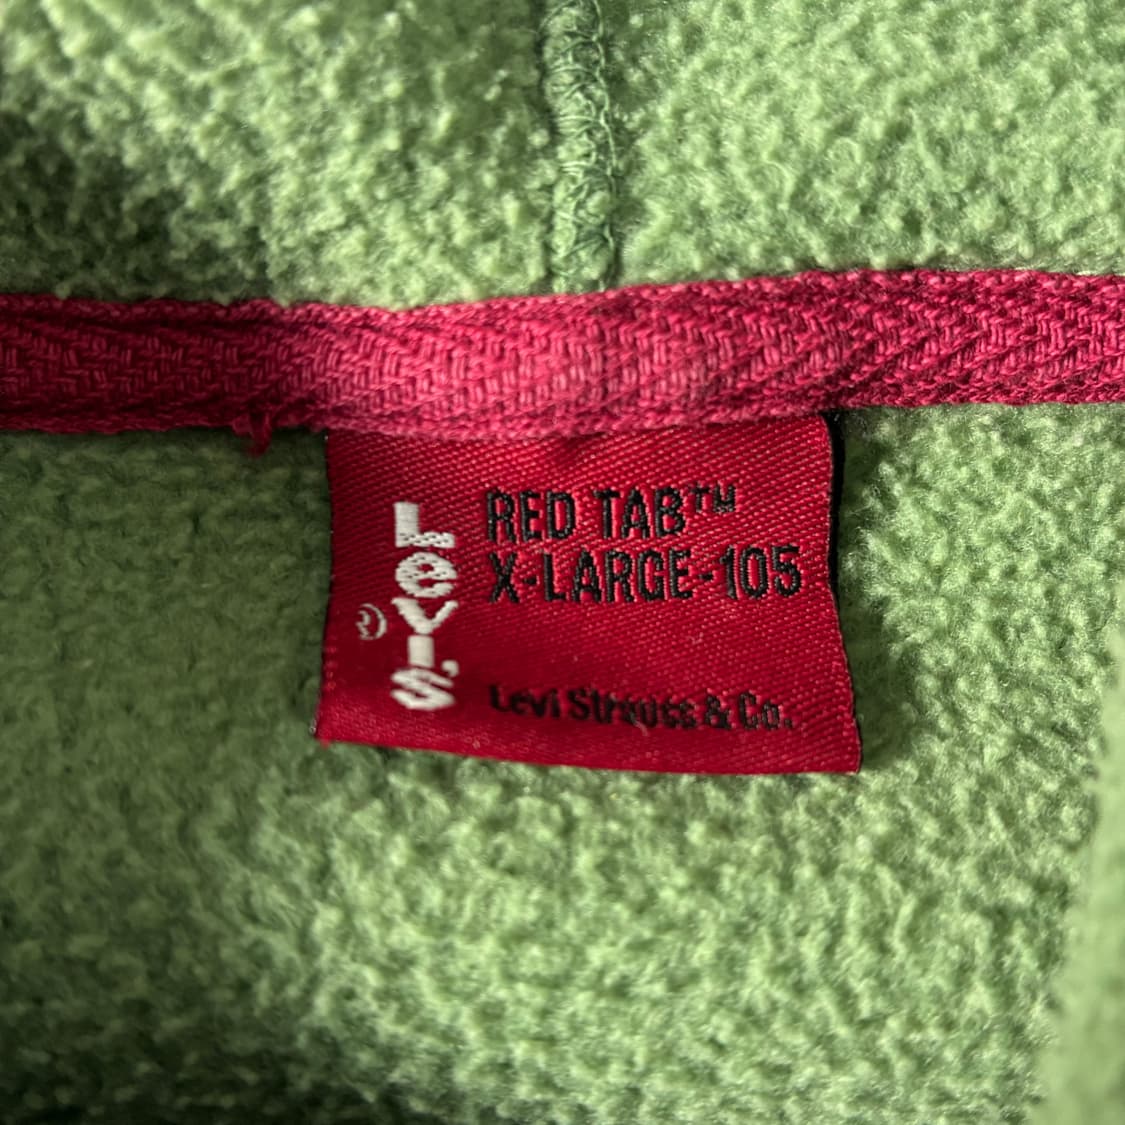 Levi's
®
RED TAB™
X-LARGE-105
Levi Strauss & Co.